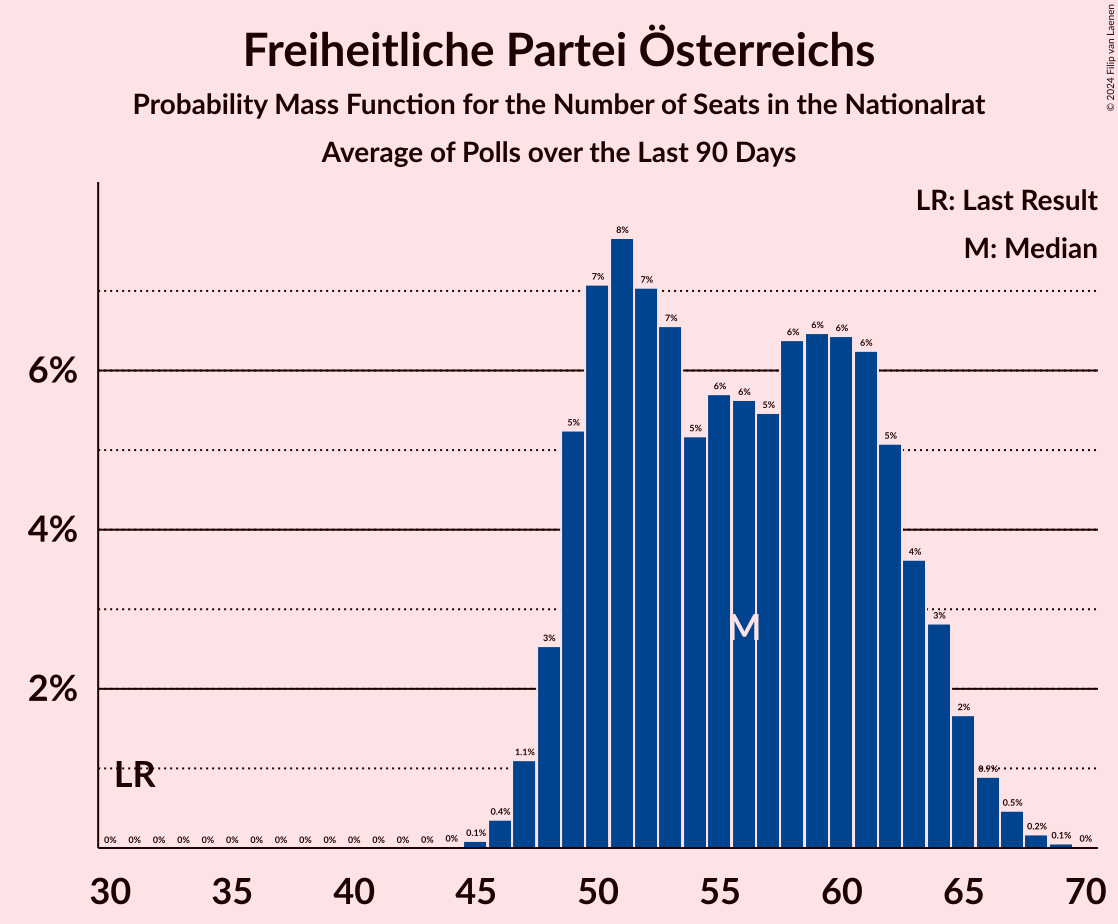 Freiheitliche Partei Österreichs
Probability Mass Function for the Number of Seats in the Nationalrat
Average of Polls over the Last 90 Days
© 2024 Filip van Laenen
LR: Last Result
M: Median
8%
7% 7%
7%
6% 6% 6% 6%
6%
6% 6%
5%
5% 5% 5%
4%
4%
3%
M
3%
2%
2%
1.1%
LR
0.9%
0.4% 0.5%
0% 0% 0% 0% 0% 0% 0% 0% 0% 0% 0% 0% 0% 0% 0% 0.1% 0.2% 0.1% 0%
30 35 40 45 50 55 60 65 70